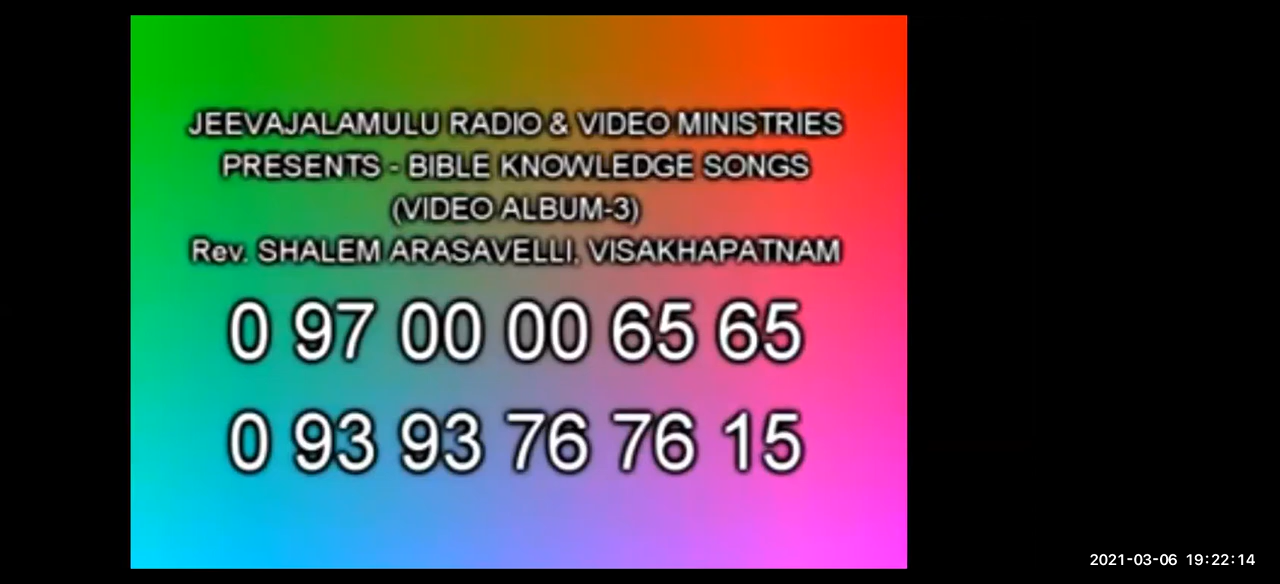 JEEVAJALAMULU RADIO & VIDEO MINISTRIES
PRESENTS - BIBLE KNOWLEDGE SONGS
(VIDEO ALBUM-3)
Rev. SHALEM ARASAVELLI, VISAKHAPATNAM
0 97 00 00 65 65
0 93 93 76 76 15
2021-03-06 19:22:14